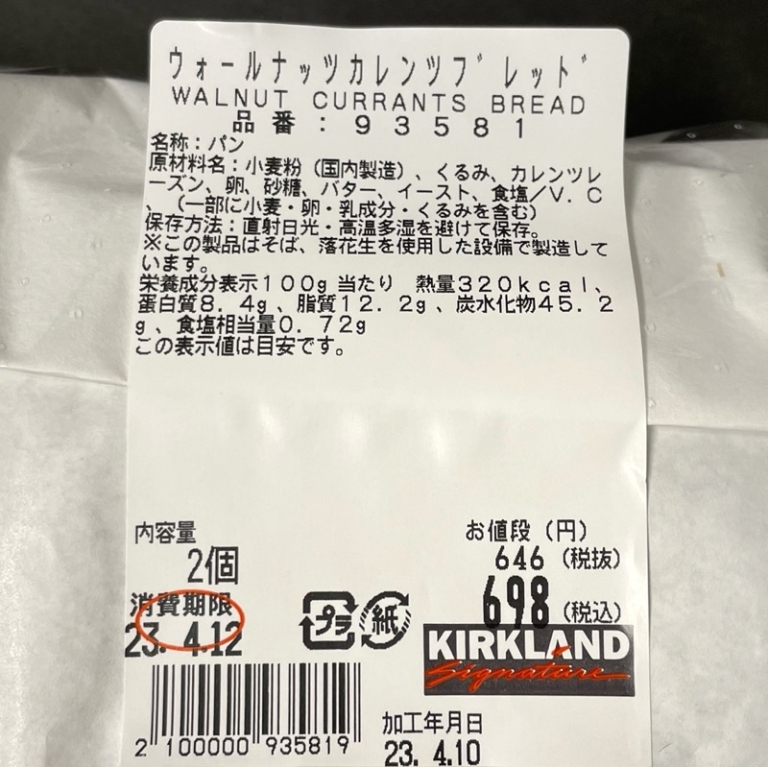 ウォールナッツカレンツブレッド
WALNUT CURRANTS BREAD
品番:93581
名称:パン
原材料名:小麦粉(国内製造)、くるみ、カレンツレ
ーズン、卵、砂糖、バター、イースト、食塩/V.C
、(一部に小麦・卵・乳成分・くるみを含む)
保存方法:直射日光・高温多湿を避けて保存。
※この製品はそば、落花生を使用した設備で製造して
います。
栄養成分表示100g当たり 熱量320kcal、
蛋白質8.4g、脂質12.2g、炭水化物45.2
g、食塩相当量0.72g
この表示値は目安です。
内容量
2個
お値段(円)
646(税抜)
698(税込)
消費期限
23. 4.12
プラ 紙
KIRKLAND
Signature
2 100000 935819
加工年月日
23. 4.10